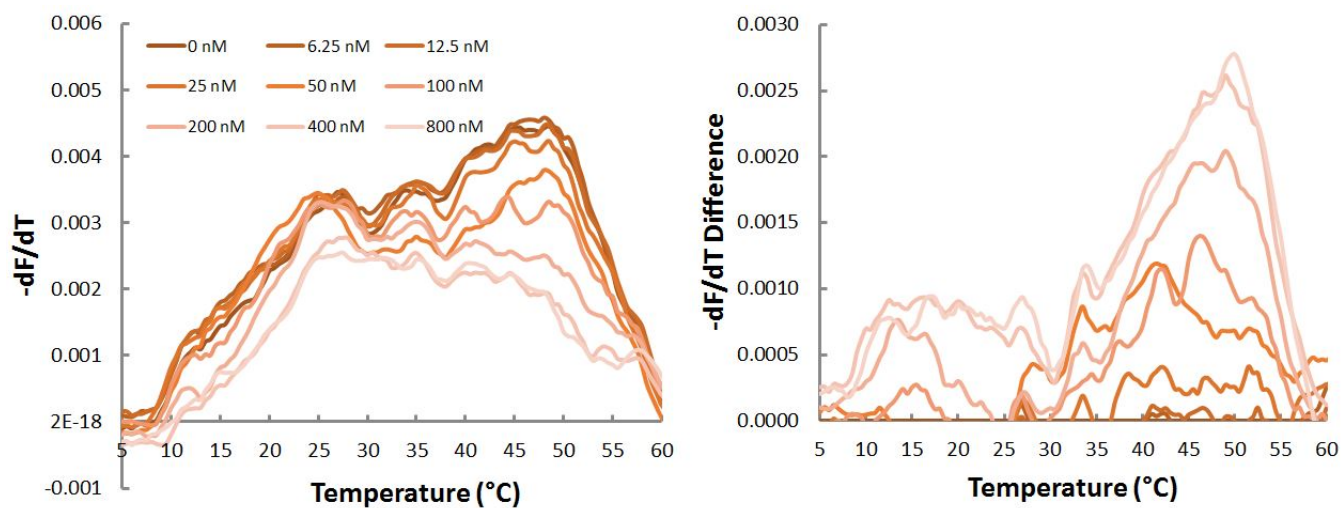 0.006
0.005
0.004
0.003
0.002
0.001
2E-18
-0.001
-dF/dT
0 nM 6.25 nM 12.5 nM
25 nM 50 nM 100 nM
200 nM 400 nM 800 nM
5 10 15 20 25 30 35 40 45 50 55 60
Temperature (°C)
0.0030
0.0025
0.0020
0.0015
0.0010
0.0005
0.0000
-dF/dT Difference
5 10 15 20 25 30 35 40 45 50 55 60
Temperature (°C)